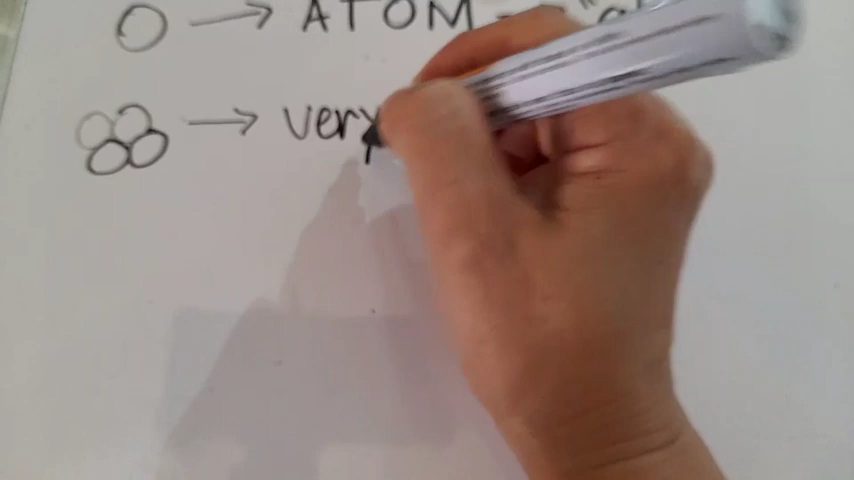 → ATOM
→ very